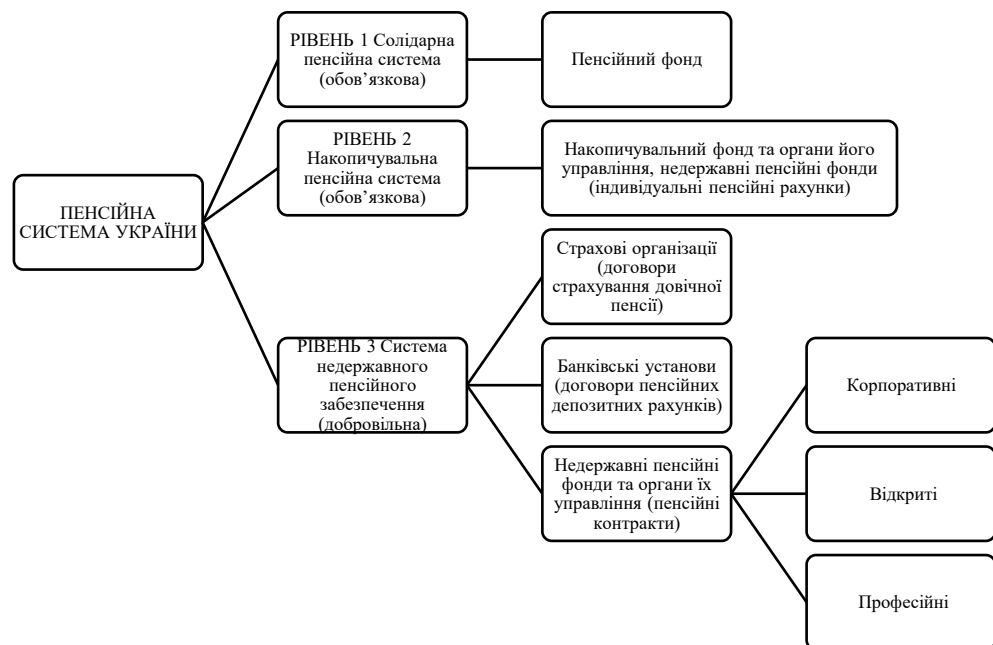 РІВЕНЬ 1 Солідарна
пенсійна система
(обов’язкова)
Пенсійний фонд
РІВЕНЬ 2
Накопичувальна
пенсійна система
(обов’язкова)
Накопичувальний фонд та органи його
управління, недержавні пенсійні фонди
(індивідуальні пенсійні рахунки)
ПЕНСІЙНА
СИСТЕМА УКРАЇНИ
РІВЕНЬ 3 Система
недержавного
пенсійного
забезпечення
(добровільна)
Страхові організації
(договори
страхування довічної
пенсії)
Банківські установи
(договори пенсійних
депозитних рахунків)
Недержавні пенсійні
фонди та органи їх
управління (пенсійні
контракти)
Корпоративні
Відкриті
Професійні